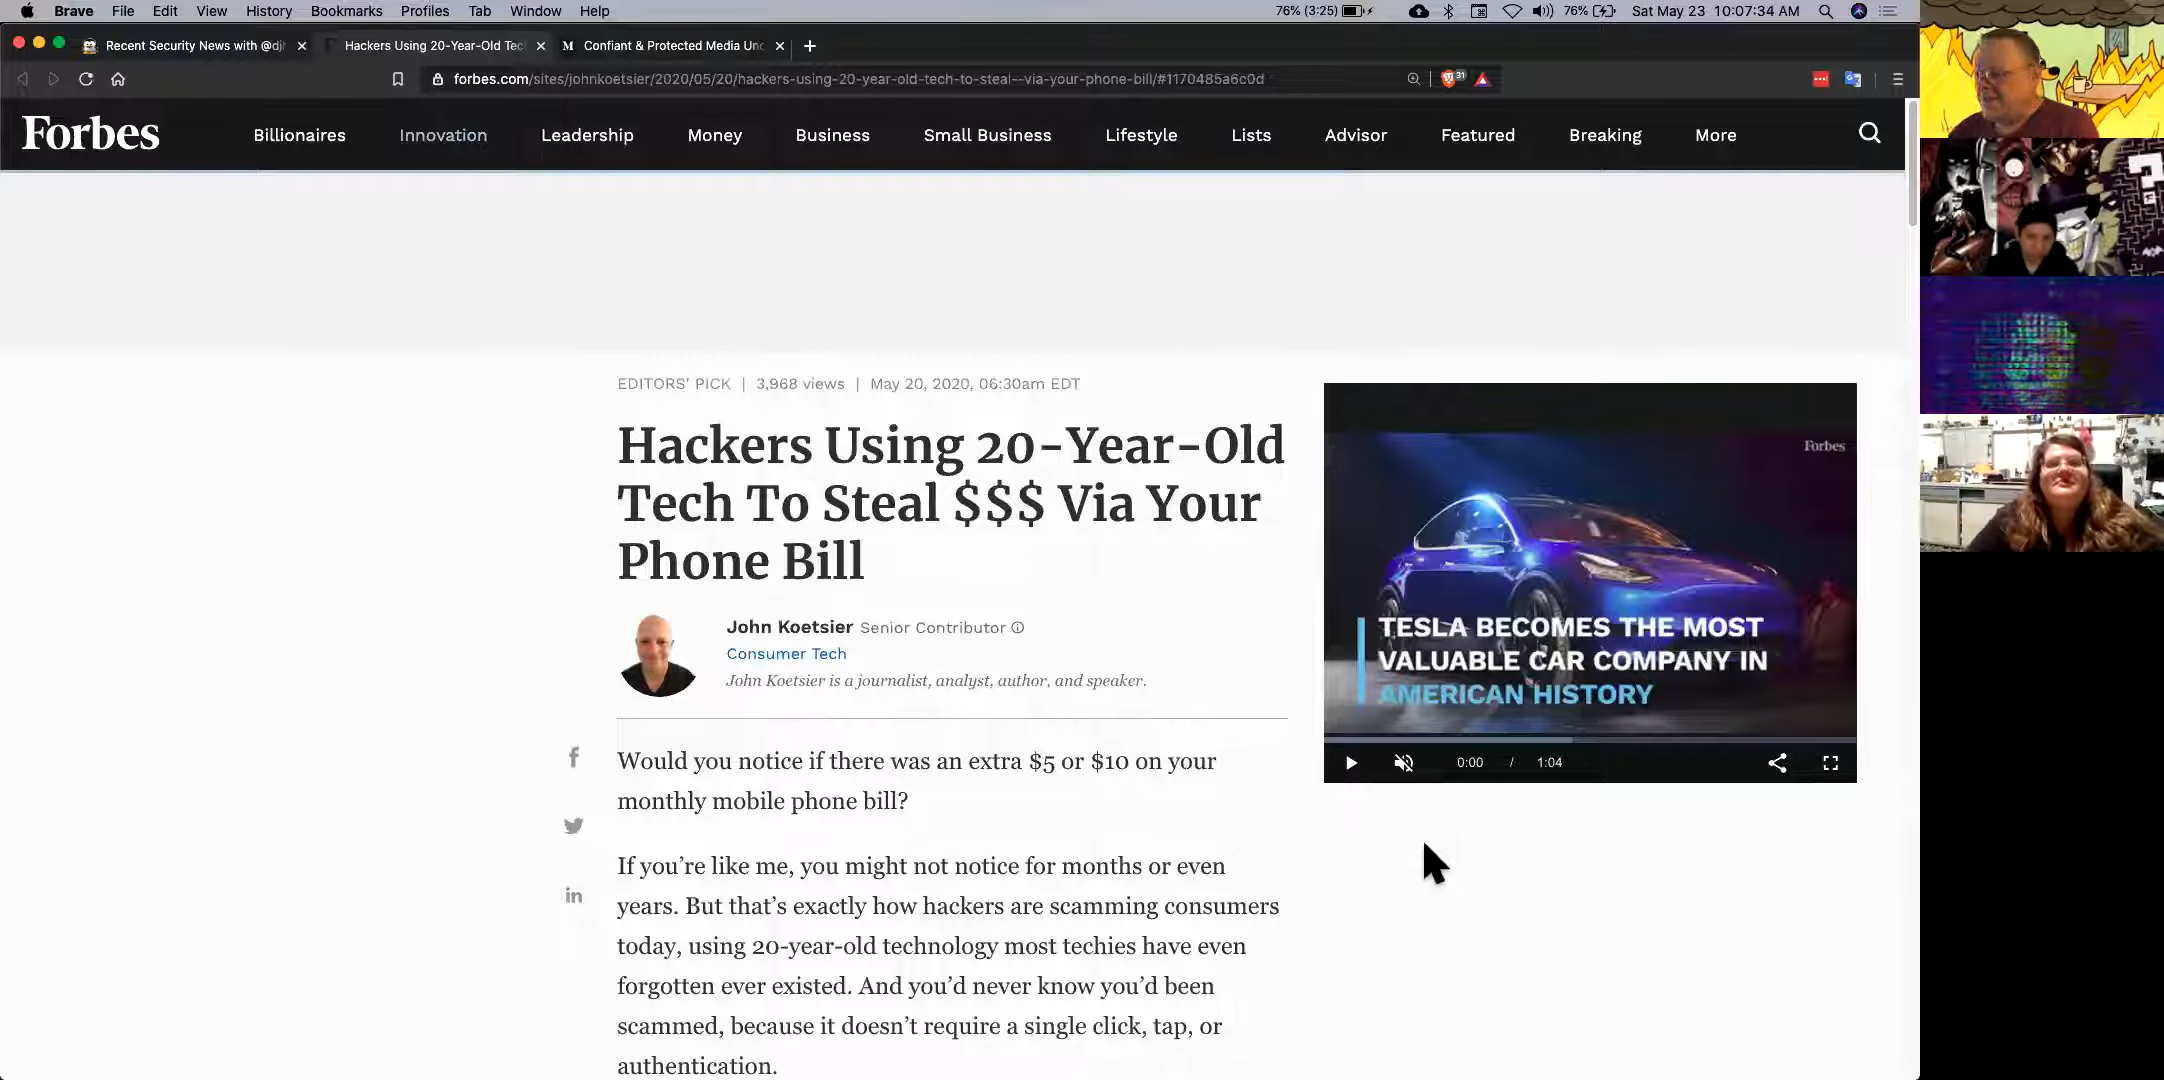 Brave File Edit View History Bookmarks Profiles Tab Window Help 76% (3:25) 76% Sat May 23 10:07:34 AM
Recent Security News with @dj
Hackers Using 20-Year-Old Tec
M Confiant & Protected Media Unc
forbes.com/sites/johnkoetsier/2020/05/20/hackers-using-20-year-old-tech-to-steal--via-your-phone-bill/#1170485a6c0d
31
Forbes Billionaires Innovation Leadership Money Business Small Business Lifestyle Lists Advisor Featured Breaking More
EDITORS' PICK | 3,968 views | May 20, 2020, 06:30am EDT
Hackers Using 20-Year-Old
Tech To Steal $$$ Via Your
Phone Bill
John Koetsier Senior Contributor
Consumer Tech
John Koetsier is a journalist, analyst, author, and speaker.
Would you notice if there was an extra $5 or $10 on your
monthly mobile phone bill?
If you're like me, you might not notice for months or even
years. But that's exactly how hackers are scamming consumers
today, using 20-year-old technology most techies have even
forgotten ever existed. And you'd never know you'd been
scammed, because it doesn't require a single click, tap, or
authentication.
Forbes
TESLA BECOMES THE MOST
VALUABLE CAR COMPANY IN
AMERICAN HISTORY
0:00 / 1:04